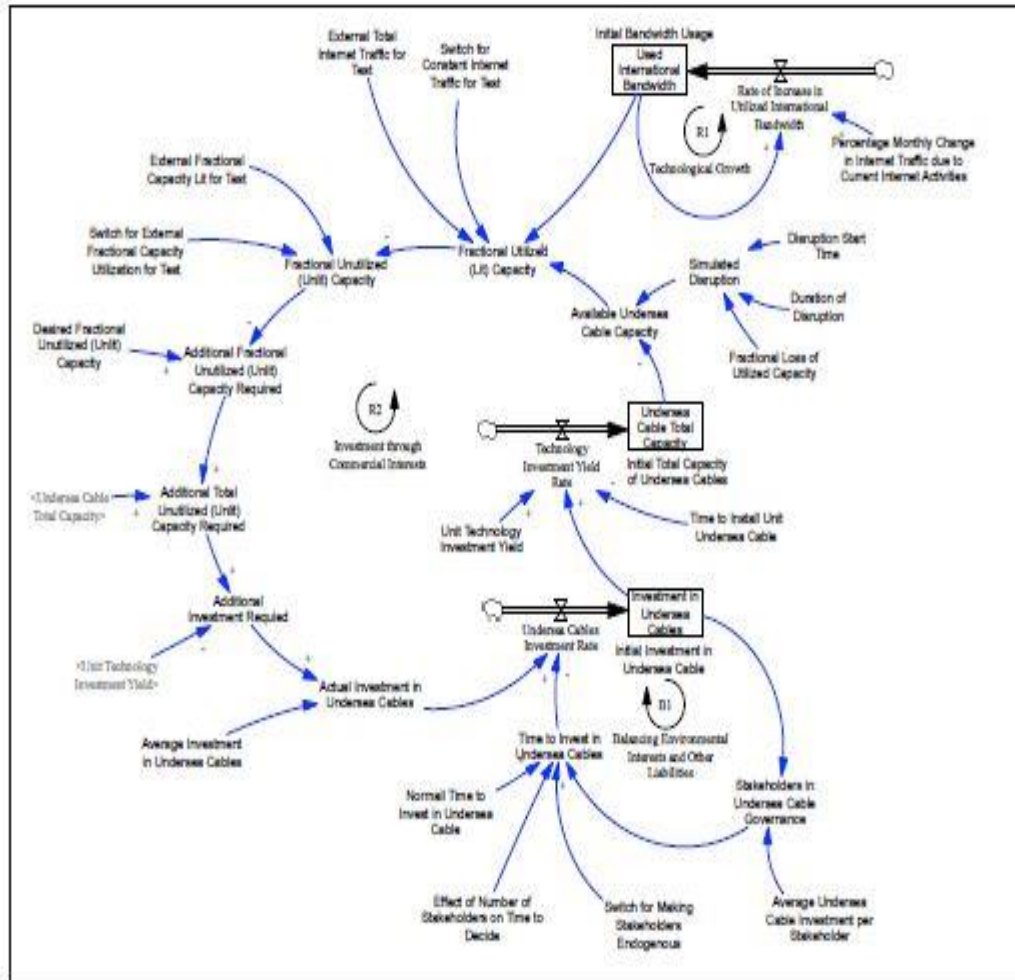 External Total
Internet Traffic for
Test
Switch for
Constant Internet
Traffic for Test
Initial Bandwidth Usage
Used
International
Bandwidth
Rate of Increase in
Utilized International
Bandwidth
R1
Technological Growth
Percentage Monthly Change
in Internet Traffic due to
Current Internet Activities
External Fractional
Capacity Lit for Test
Switch for External
Fractional Capacity
Utilization for Test
Fractional Unutilized
(Unlit) Capacity
Fractional Utilized
(Lit) Capacity
Simulated
Disruption
Disruption Start
Time
Duration of
Disruption
Fractional Loss of
Utilized Capacity
Available Undersea
Cable Capacity
Desired Fractional
Unutilized (Unlit)
Capacity
Additional Fractional
Unutilized (Unlit)
Capacity Required
R2
Investment through
Commercial Interests
Undersea
Cable Total
Capacity
Technology
Investment Yield
Rate
Initial Total Capacity
of Undersea Cables
<Undersea Cable
Total Capacity>
Additional Total
Unutilized (Unlit)
Capacity Required
Unit Technology
Investment Yield
Time to Install Unit
Undersea Cable
Additional
Investment Required
Investment in
Undersea
Cables
Undersea Cables
Investment Rate
Initial Investment in
Undersea Cable
<Unit Technology
Investment Yield>
Actual Investment in
Undersea Cables
B1
Balancing Environmental
Interests and Other
Liabilities
Average Investment
in Undersea Cables
Time to Invest in
Undersea Cables
Normal Time to
Invest in Undersea
Cable
Stakeholders in
Undersea Cable
Governance
Effect of Number of
Stakeholders on Time to
Decide
Switch for Making
Stakeholders
Endogenous
Average Undersea
Cable Investment per
Stakeholder